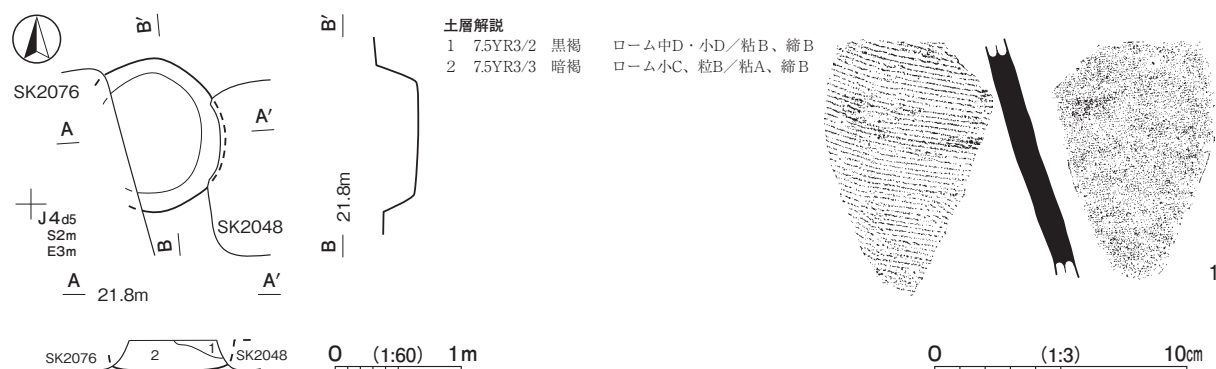 B′
SK2076
A
A′
J4d5
S2m
E3m
SK2048
B
A
21.8m
A′
SK2076
2
1
SK2048
B′
21.8m
B
0
(1:60)
1m
土層解説
1 7.5YR3/2 黒褐 ローム中D・小D／粘B、締B
2 7.5YR3/3 暗褐 ローム小C、粒B／粘A、締B
1
0
(1:3)
10cm